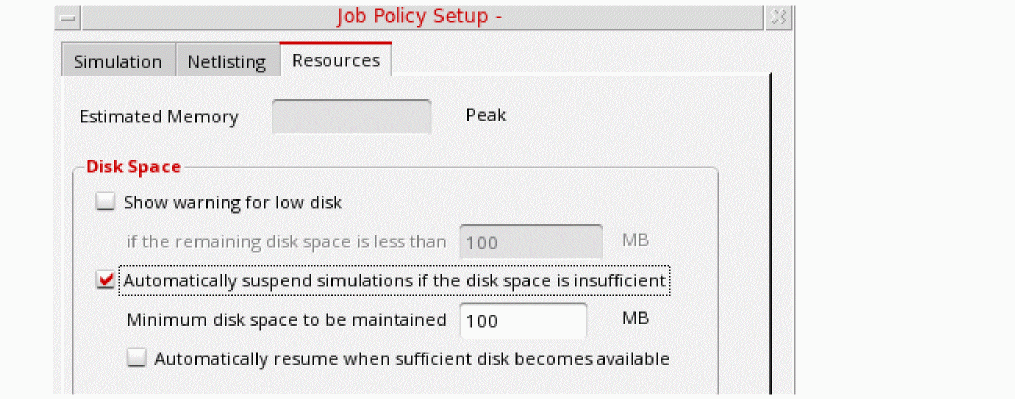 Job Policy Setup -
Simulation Netlisting Resources
Estimated Memory Peak
Disk Space
Show warning for low disk
if the remaining disk space is less than 100 MB
Automatically suspend simulations if the disk space is insufficient
Minimum disk space to be maintained 100 MB
Automatically resume when sufficient disk becomes available